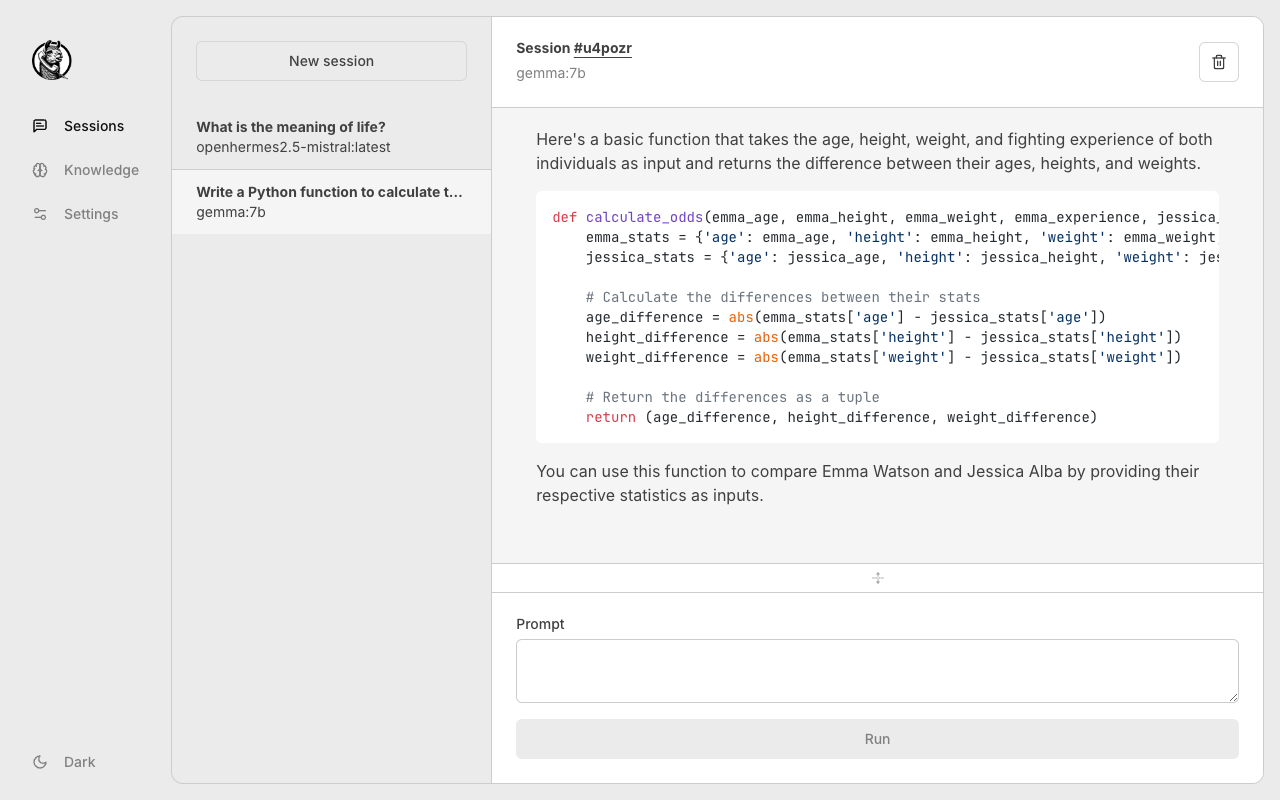 Sessions
Knowledge
Settings
Dark
New session
What is the meaning of life?
openhermes2.5-mistral:latest
Write a Python function to calculate t...
gemma:7b
Session #u4pozr
gemma:7b
Here's a basic function that takes the age, height, weight, and fighting experience of both
individuals as input and returns the difference between their ages, heights, and weights.
def calculate_odds(emma_age, emma_height, emma_weight, emma_experience, jessica_
    emma_stats = {'age': emma_age, 'height': emma_height, 'weight': emma_weight
    jessica_stats = {'age': jessica_age, 'height': jessica_height, 'weight': jes
    # Calculate the differences between their stats
    age_difference = abs(emma_stats['age'] - jessica_stats['age'])
    height_difference = abs(emma_stats['height'] - jessica_stats['height'])
    weight_difference = abs(emma_stats['weight'] - jessica_stats['weight'])
    # Return the differences as a tuple
    return (age_difference, height_difference, weight_difference)
You can use this function to compare Emma Watson and Jessica Alba by providing their
respective statistics as inputs.
Prompt
Run